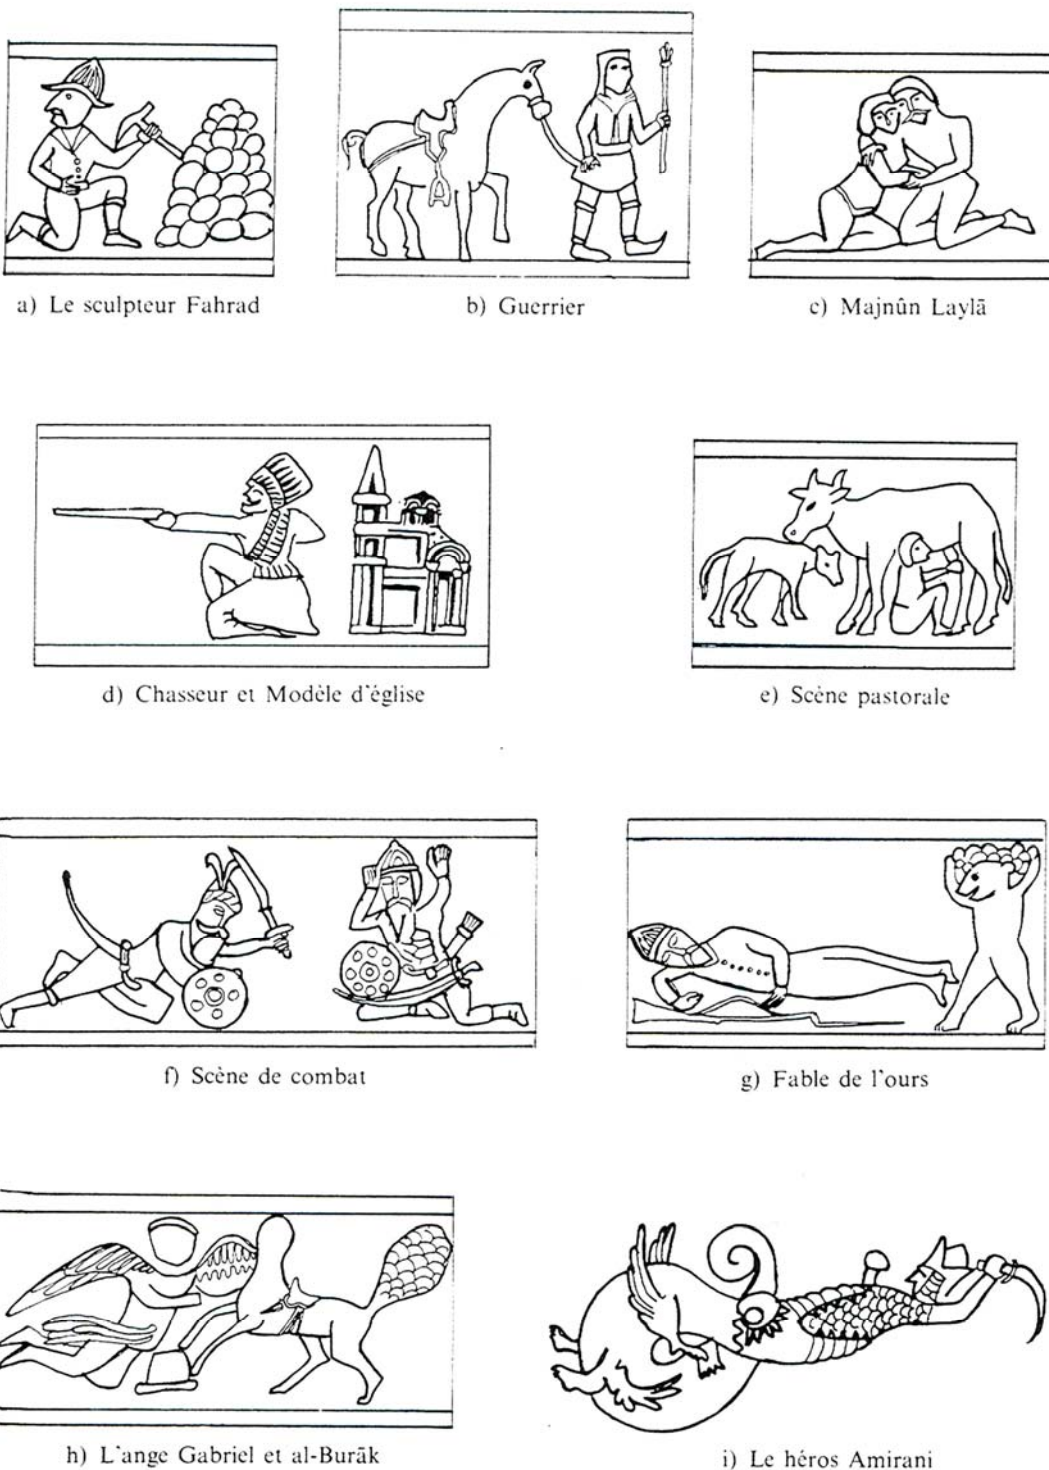 a) Le sculpteur Fahrad
b) Guerrier
c) Majnûn Laylā
d) Chasseur et Modèle d'église
e) Scène pastorale
f) Scène de combat
g) Fable de l'ours
h) L'ange Gabriel et al-Burāk
i) Le héros Amirani